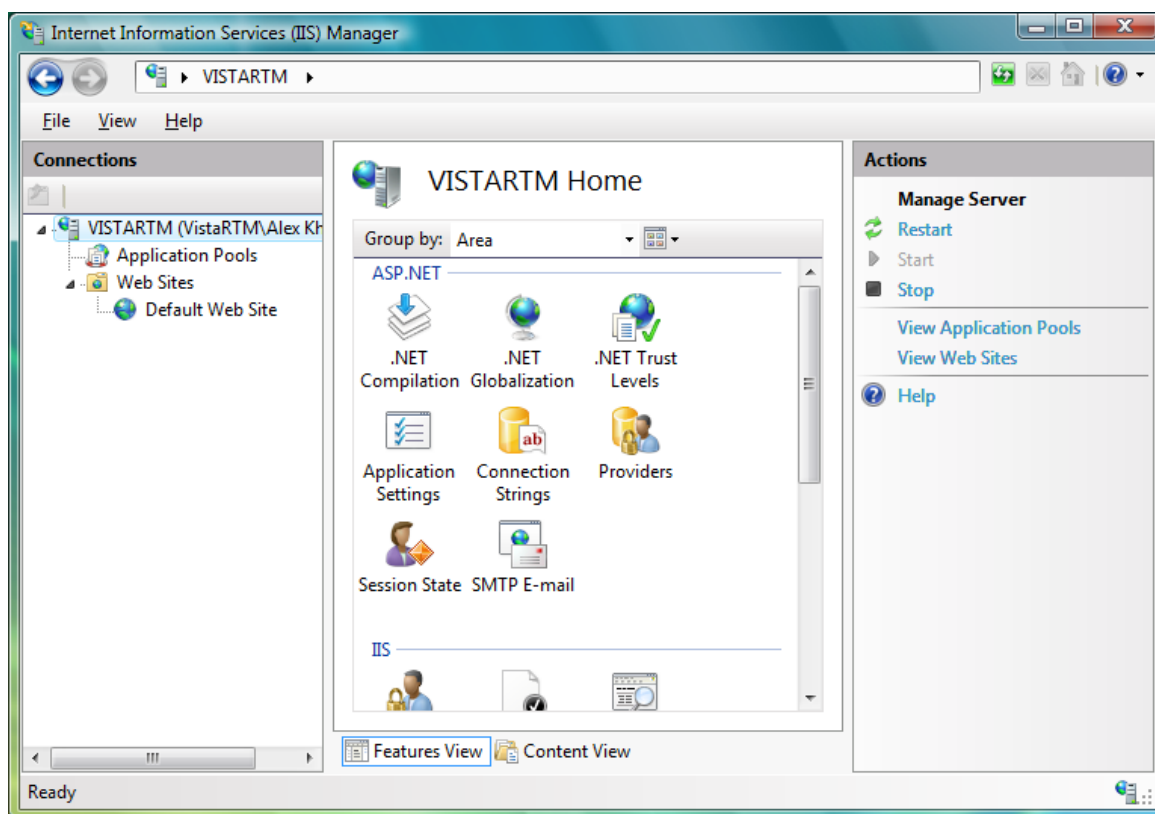 Internet Information Services (IIS) Manager
VISTARTM
File View Help
Connections
VISTARTM (VistaRTM\Alex Kh
Application Pools
Web Sites
Default Web Site
VISTARTM Home
Group by: Area
ASP.NET
.NET
Compilation
.NET
Globalization
.NET Trust
Levels
Application
Settings
Connection
Strings
ab
Providers
Session State
SMTP E-mail
IIS
Features View
Content View
Actions
Manage Server
Restart
Start
Stop
View Application Pools
View Web Sites
Help
Ready